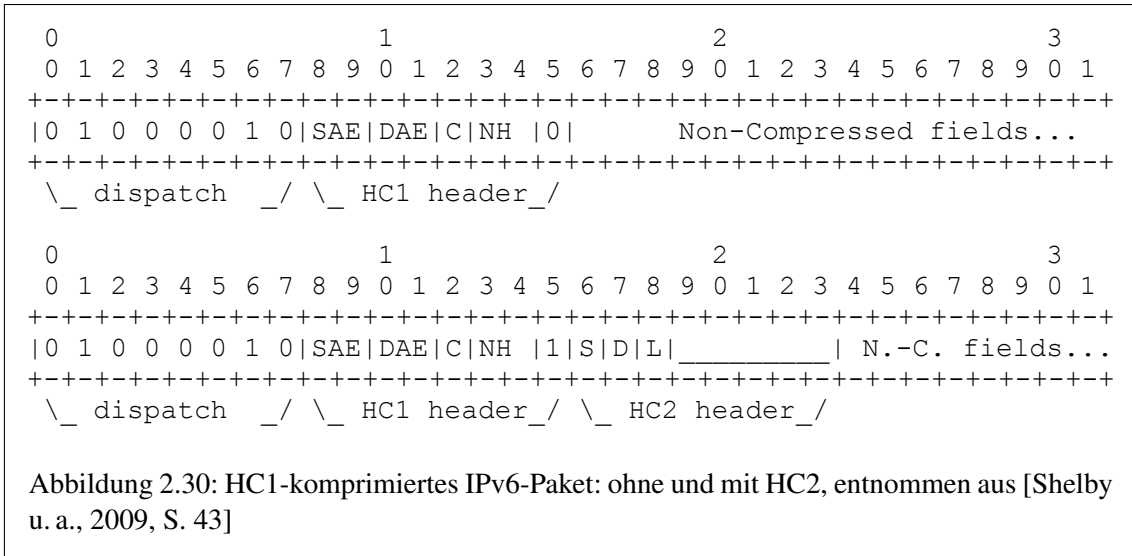 0                   1                   2                   3
 0 1 2 3 4 5 6 7 8 9 0 1 2 3 4 5 6 7 8 9 0 1 2 3 4 5 6 7 8 9 0 1
+-+-+-+-+-+-+-+-+-+-+-+-+-+-+-+-+-+-+-+-+-+-+-+-+-+-+-+-+-+-+-+-+
|0 1 0 0 0 0 1 0|SAE|DAE|C|NH |0|      Non-Compressed fields...
+-+-+-+-+-+-+-+-+-+-+-+-+-+-+-+-+-+-+-+-+-+-+-+-+-+-+-+-+-+-+-+-+
 \_ dispatch  _/ \_ HC1 header_/
 0                   1                   2                   3
 0 1 2 3 4 5 6 7 8 9 0 1 2 3 4 5 6 7 8 9 0 1 2 3 4 5 6 7 8 9 0 1
+-+-+-+-+-+-+-+-+-+-+-+-+-+-+-+-+-+-+-+-+-+-+-+-+-+-+-+-+-+-+-+-+
|0 1 0 0 0 0 1 0|SAE|DAE|C|NH |1|S|D|L|_________| N.-C. fields...
+-+-+-+-+-+-+-+-+-+-+-+-+-+-+-+-+-+-+-+-+-+-+-+-+-+-+-+-+-+-+-+-+
 \_ dispatch  _/ \_ HC1 header_/ \_ HC2 header_/
Abbildung 2.30: HC1-komprimiertes IPv6-Paket: ohne und mit HC2, entnommen aus [Shelby
u. a., 2009, S. 43]